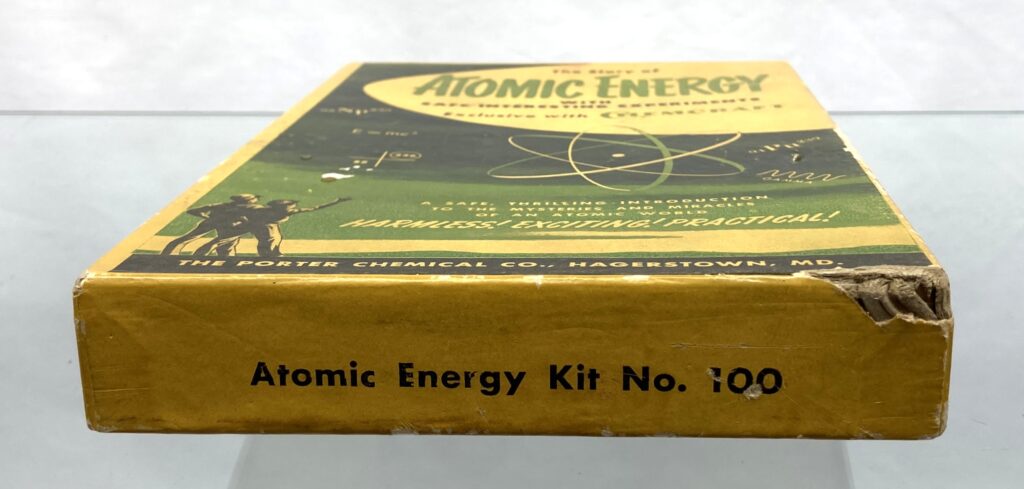 The Story of
ATOMIC ENERGY
WITH
SAFE INTERESTING EXPERIMENTS
Exclusive with CHEMCRAFT
E=mc²
GAMMA
A SAFE, THRILLING INTRODUCTION
TO THE MYSTERIES AND MIRACLES
OF AN ATOMIC WORLD
HARMLESS! EXCITING! PRACTICAL!
THE PORTER CHEMICAL CO., HAGERSTOWN, MD.
Atomic Energy Kit No. 100